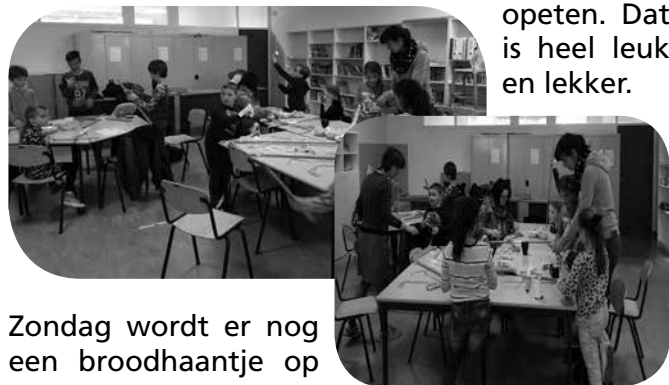 opeten. Dat
is heel leuk
en lekker.
Zondag wordt er nog
een broodhaantje op